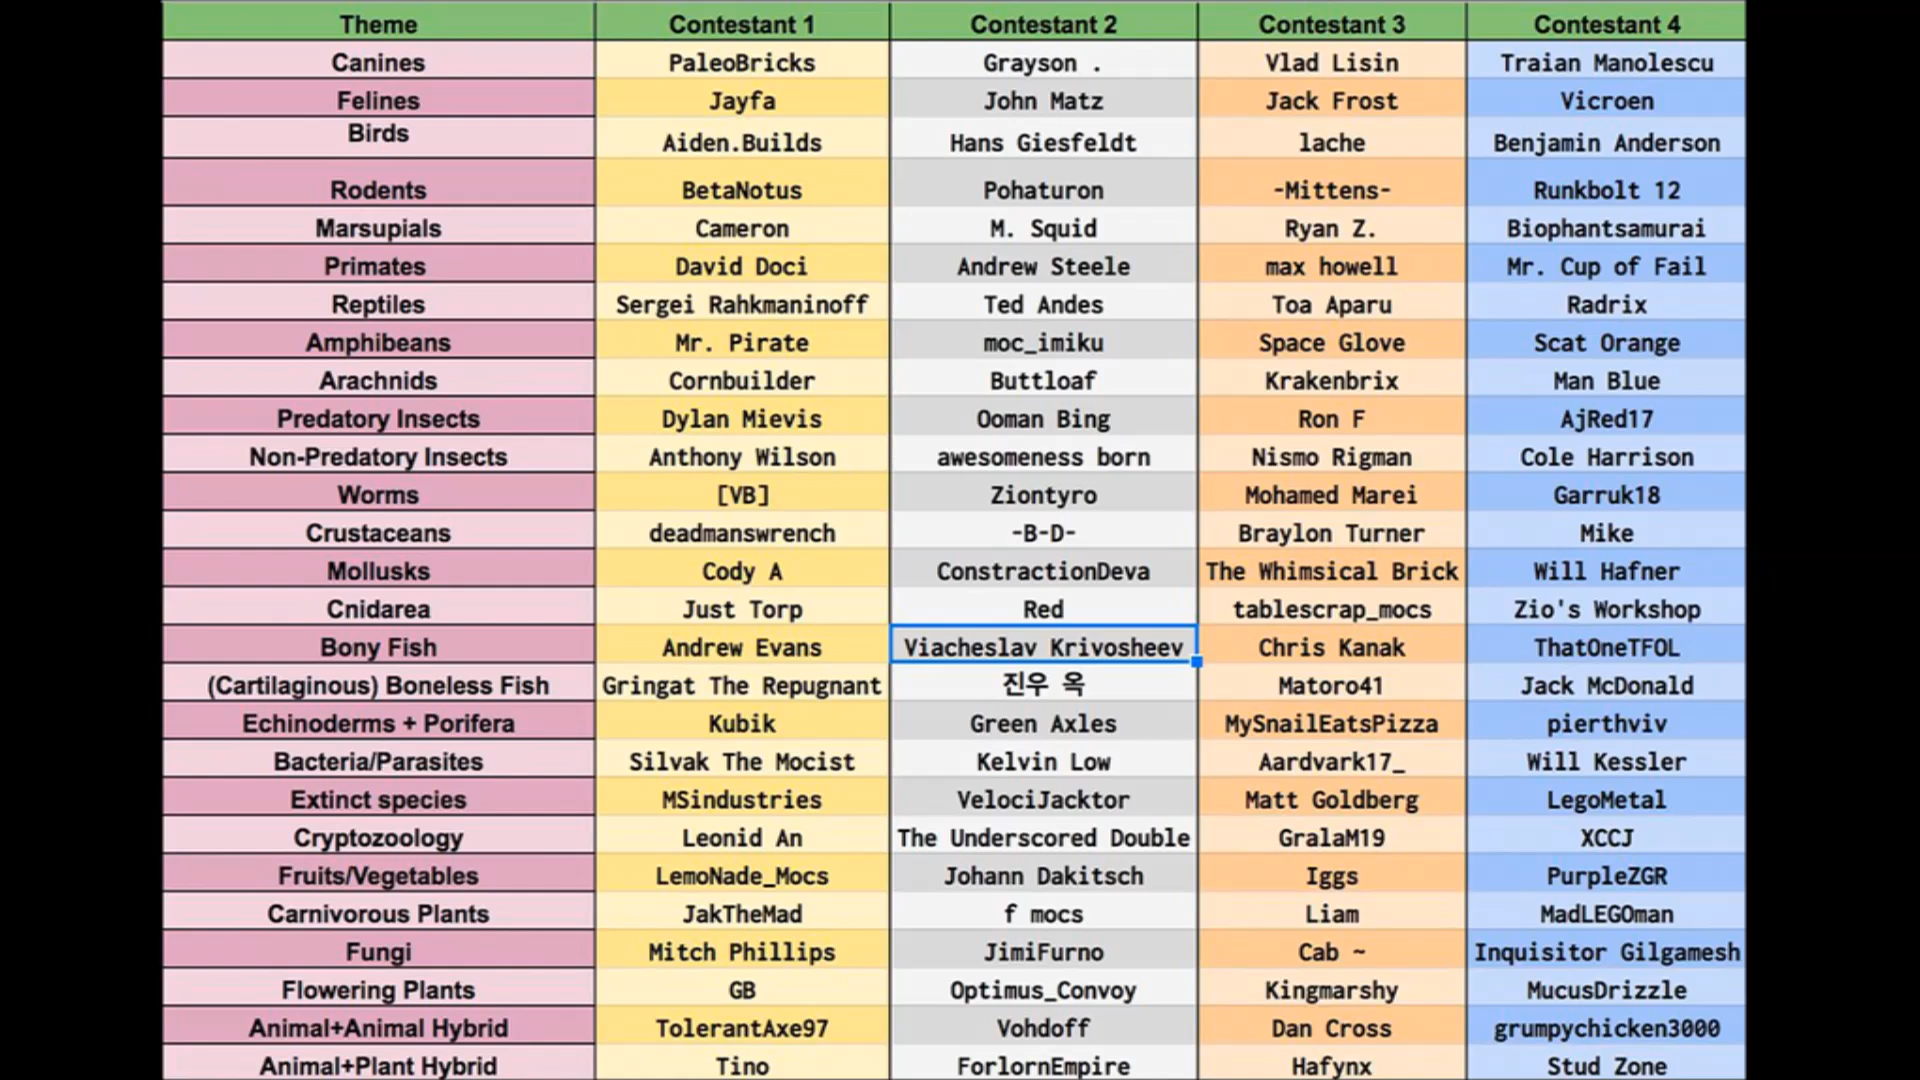 Theme Contestant 1 Contestant 2 Contestant 3 Contestant 4
Canines PaleoBricks Grayson . Vlad Lisin Traian Manolescu
Felines Jayfa John Matz Jack Frost Vicroen
Birds Aiden.Builds Hans Giesfeldt lache Benjamin Anderson
Rodents BetaNotus Pohaturon -Mittens- Runkbolt 12
Marsupials Cameron M. Squid Ryan Z. Biophantsamurai
Primates David Doci Andrew Steele max howell Mr. Cup of Fail
Reptiles Sergei Rahkmaninoff Ted Andes Toa Aparu Radrix
Amphibeans Mr. Pirate moc_imiku Space Glove Scat Orange
Arachnids Cornbuilder Buttloaf Krakenbrix Man Blue
Predatory Insects Dylan Mievis Ooman Bing Ron F AjRed17
Non-Predatory Insects Anthony Wilson awesomeness born Nismo Rigman Cole Harrison
Worms [VB] Ziontyro Mohamed Marei Garruk18
Crustaceans deadmanswrench -B-D- Braylon Turner Mike
Mollusks Cody A ConstractionDeva The Whimsical Brick Will Hafner
Cnidarea Just Torp Red tablescrap_mocs Zio's Workshop
Bony Fish Andrew Evans Viacheslav Krivosheev Chris Kanak ThatOneTFOL
(Cartilaginous) Boneless Fish Gringat The Repugnant 진우 옥 Matoro41 Jack McDonald
Echinoderms + Porifera Kubik Green Axles MySnailEatsPizza pierthviv
Bacteria/Parasites Silvak The Mocist Kelvin Low Aardvark17_ Will Kessler
Extinct species MSindustries VelociJacktor Matt Goldberg LegoMetal
Cryptozoology Leonid An The Underscored Double GralaM19 XCCJ
Fruits/Vegetables LemoNade_Mocs Johann Dakitsch Iggs PurpleZGR
Carnivorous Plants JakTheMad f mocs Liam MadLEGOman
Fungi Mitch Phillips JimiFurno Cab ~ Inquisitor Gilgamesh
Flowering Plants GB Optimus_Convoy Kingmarshy MucusDrizzle
Animal+Animal Hybrid TolerantAxe97 Vohdoff Dan Cross grumpychicken3000
Animal+Plant Hybrid Tino ForlornEmpire Hafynx Stud Zone